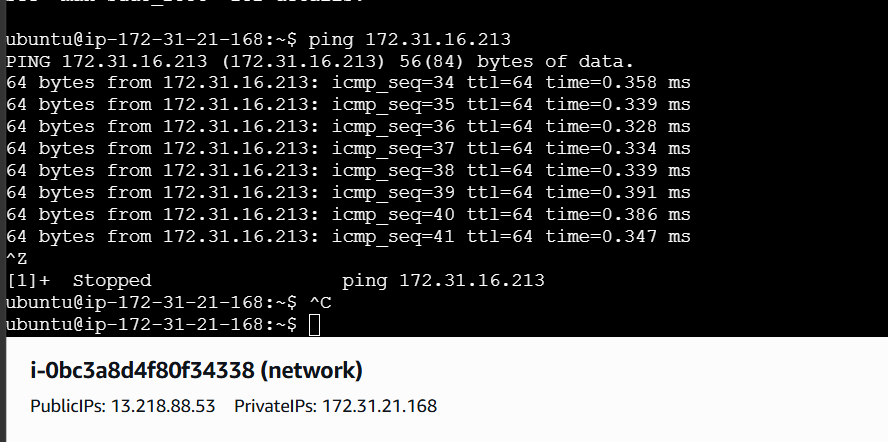 ubuntu@ip-172-31-21-168:~$ ping 172.31.16.213
PING 172.31.16.213 (172.31.16.213) 56(84) bytes of data.
64 bytes from 172.31.16.213: icmp_seq=34 ttl=64 time=0.358 ms
64 bytes from 172.31.16.213: icmp_seq=35 ttl=64 time=0.339 ms
64 bytes from 172.31.16.213: icmp_seq=36 ttl=64 time=0.328 ms
64 bytes from 172.31.16.213: icmp_seq=37 ttl=64 time=0.334 ms
64 bytes from 172.31.16.213: icmp_seq=38 ttl=64 time=0.339 ms
64 bytes from 172.31.16.213: icmp_seq=39 ttl=64 time=0.391 ms
64 bytes from 172.31.16.213: icmp_seq=40 ttl=64 time=0.386 ms
64 bytes from 172.31.16.213: icmp_seq=41 ttl=64 time=0.347 ms
^Z
[1]+  Stopped                 ping 172.31.16.213
ubuntu@ip-172-31-21-168:~$ ^C
ubuntu@ip-172-31-21-168:~$
i-0bc3a8d4f80f34338 (network)
PublicIPs: 13.218.88.53 PrivateIPs: 172.31.21.168